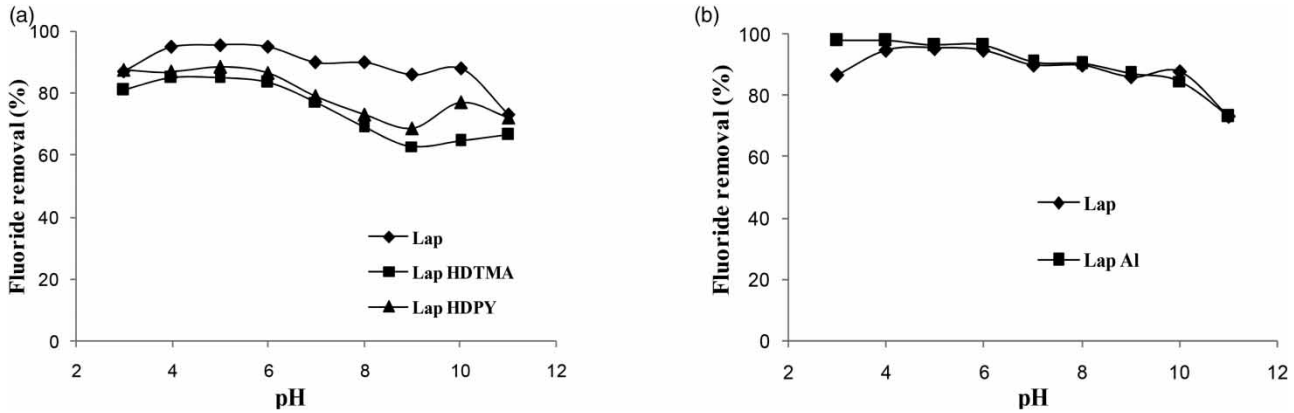 (a)
100
80
60
40
20
0
Fluoride removal (%)
2 4 6 8 10 12
pH
Lap
Lap HDTMA
Lap HDPY
(b)
100
80
60
40
20
0
Fluoride removal (%)
2 4 6 8 10 12
pH
Lap
Lap Al